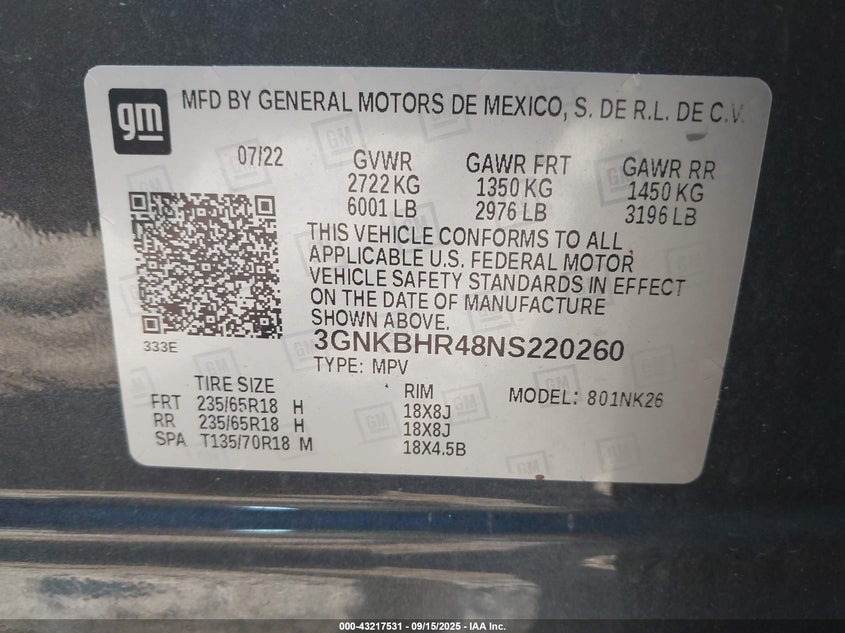 gm
MFD BY GENERAL MOTORS DE MEXICO, S. DE R.L. DE C.V.
07/22
GVWR GAWR FRT GAWR RR
2722 KG 1350 KG 1450 KG
6001 LB 2976 LB 3196 LB
THIS VEHICLE CONFORMS TO ALL
APPLICABLE U.S. FEDERAL MOTOR
VEHICLE SAFETY STANDARDS IN EFFECT
ON THE DATE OF MANUFACTURE
SHOWN ABOVE.
333E
3GNKBHR48NS220260
TYPE: MPV
TIRE SIZE RIM MODEL: 801NK26
FRT 235/65R18 H 18X8J
RR 235/65R18 H 18X8J
SPA T135/70R18 M 18X4.5B
000-43217531 - 09/15/2025 - IAA Inc.